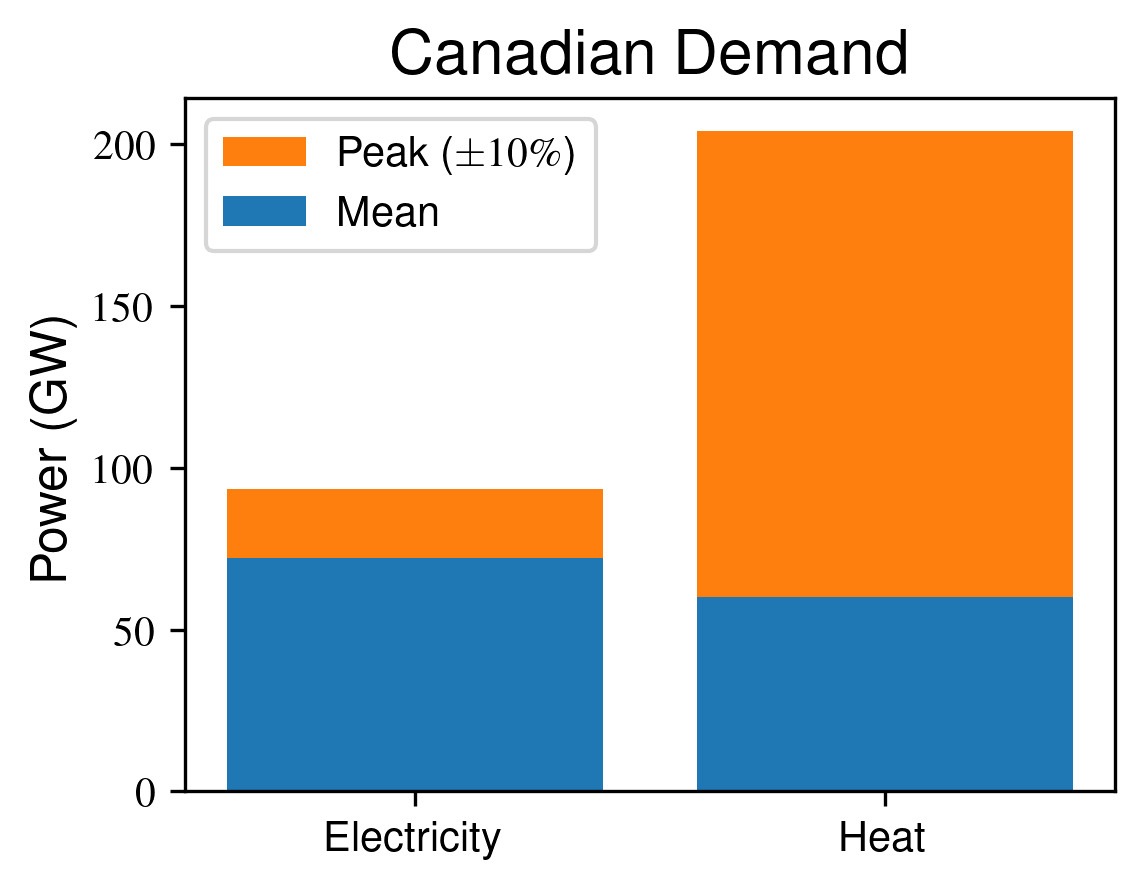 Canadian Demand
Peak (±10%)
Mean
Power (GW)
200
150
100
50
0
Electricity
Heat